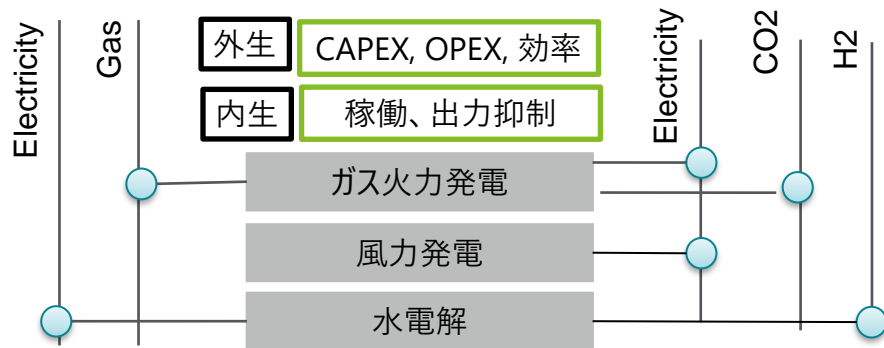 Electricity
Gas
外生
CAPEX, OPEX, 効率
内生
稼働、出力抑制
Electricity
CO2
H2
ガス火力発電
風力発電
水電解